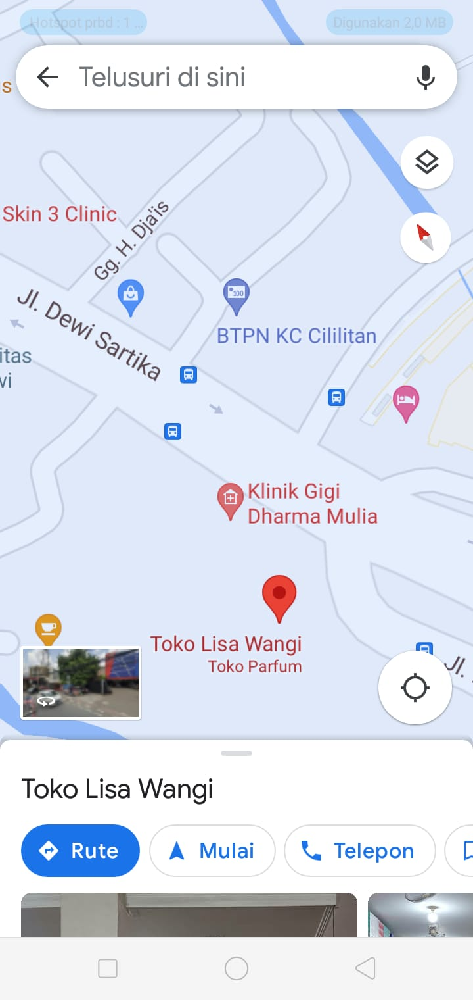 Hotspot prbd : 1 ...
Digunakan 2,0 MB
s
Telusuri di sini
Skin 3 Clinic
Gg. H. Dja'is
Jl. Dewi Sartika
100
BTPN KC Cililitan
itas
wi
Klinik Gigi
Dharma Mulia
Toko Lisa Wangi
Toko Parfum
Jl.
Toko Lisa Wangi
Rute
Mulai
Telepon